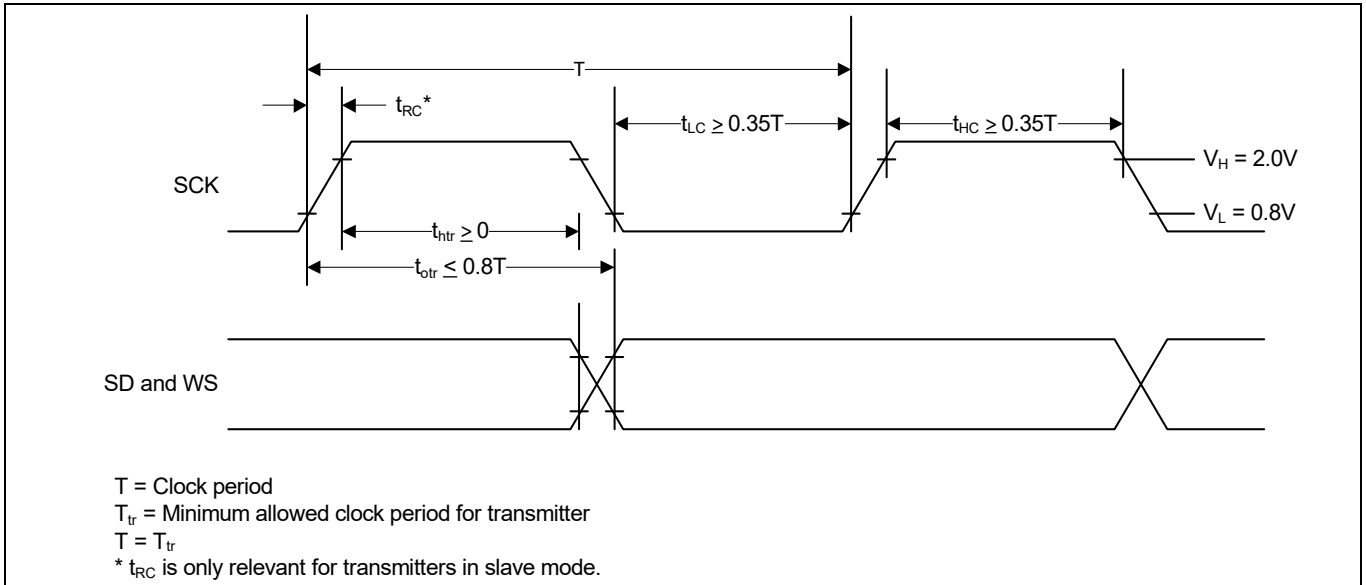 T
tRC*
tLC ≥ 0.35T
tHC ≥ 0.35T
VH = 2.0V
SCK
VL = 0.8V
thtr ≥ 0
totr ≤ 0.8T
SD and WS
T = Clock period
Ttr = Minimum allowed clock period for transmitter
T = Ttr
* tRC is only relevant for transmitters in slave mode.